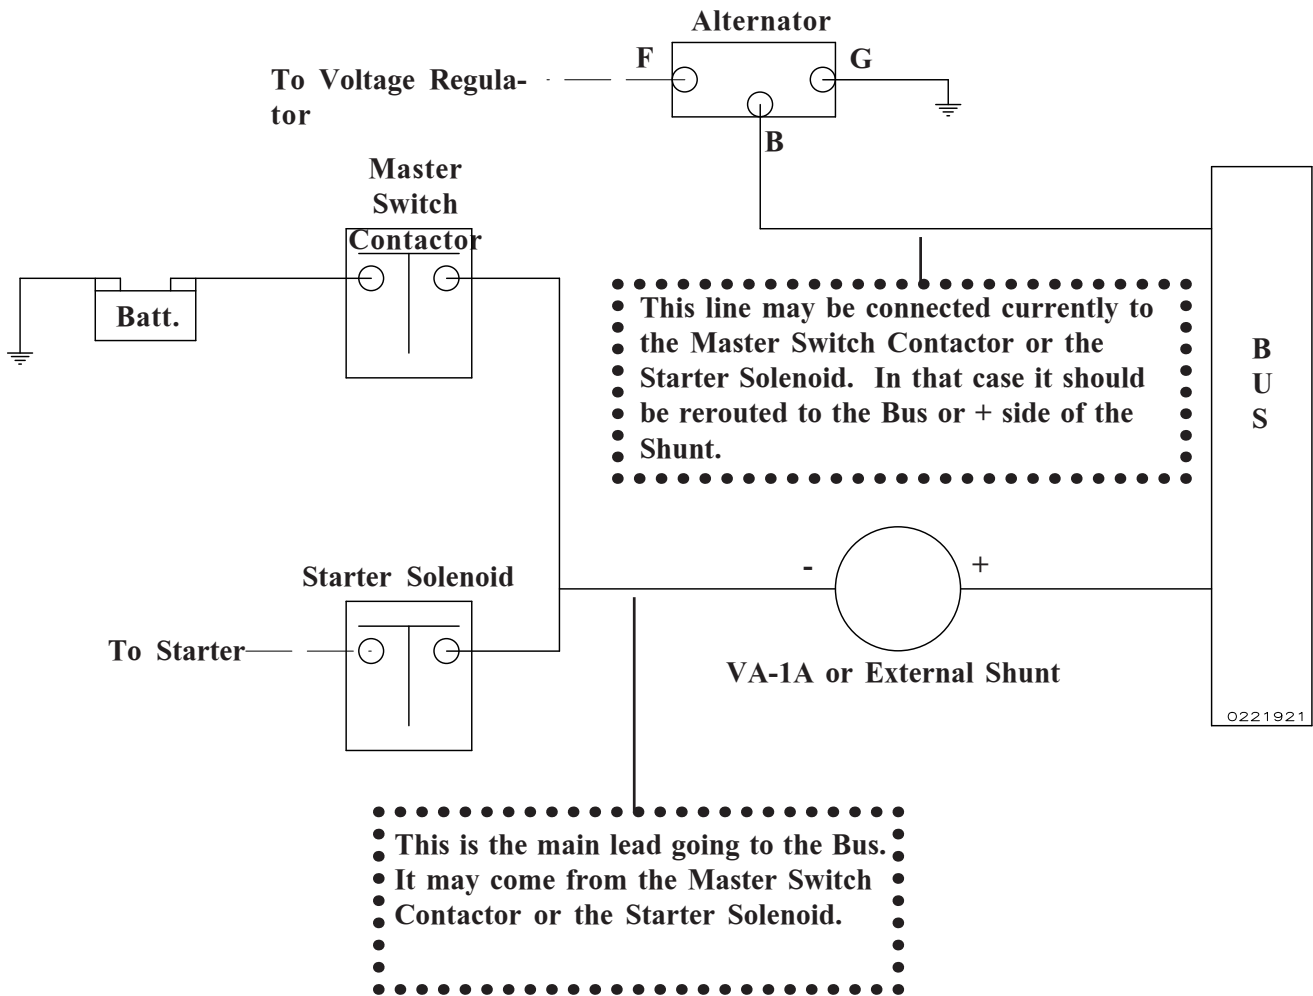 Alternator
F
G
To Voltage Regula-
tor
B
Master
Switch
Contactor
Batt.
This line may be connected currently to
the Master Switch Contactor or the
Starter Solenoid. In that case it should
be rerouted to the Bus or + side of the
Shunt.
B
U
S
-
+
Starter Solenoid
To Starter
VA-1A or External Shunt
0221921
This is the main lead going to the Bus.
It may come from the Master Switch
Contactor or the Starter Solenoid.